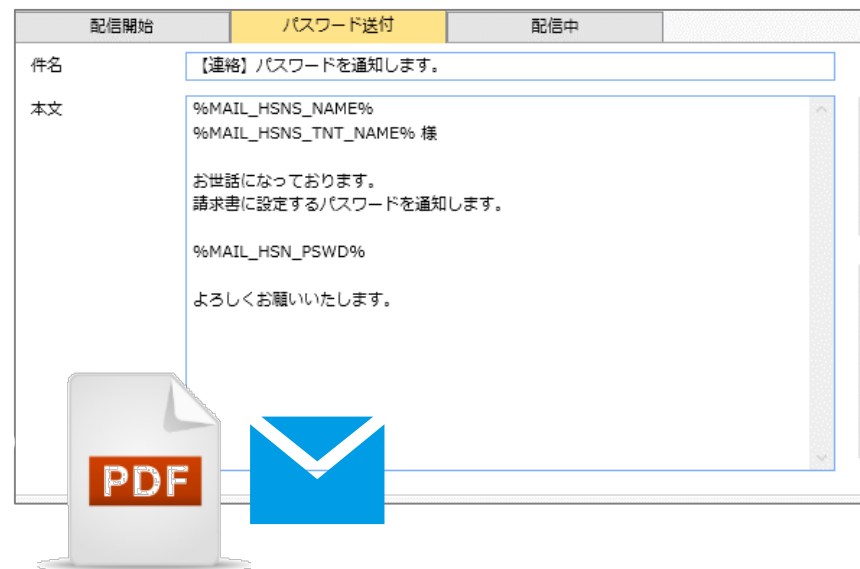 配信開始 パスワード送付 配信中
件名 【連絡】パスワードを通知します。
本文 %MAIL_HSNS_NAME%
%MAIL_HSNS_TNT_NAME% 様
お世話になっております。
請求書に設定するパスワードを通知します。
%MAIL_HSN_PSWD%
よろしくお願いいたします。
PDF